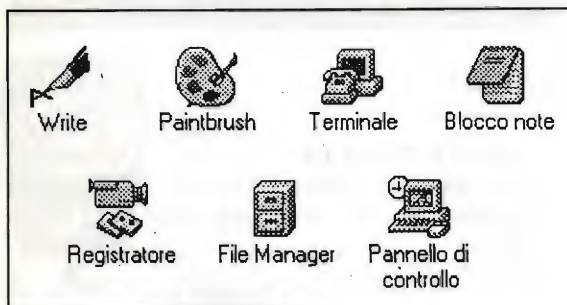 Write Paintbrush Terminale Blocco note
Registratore File Manager Pannello di
controllo